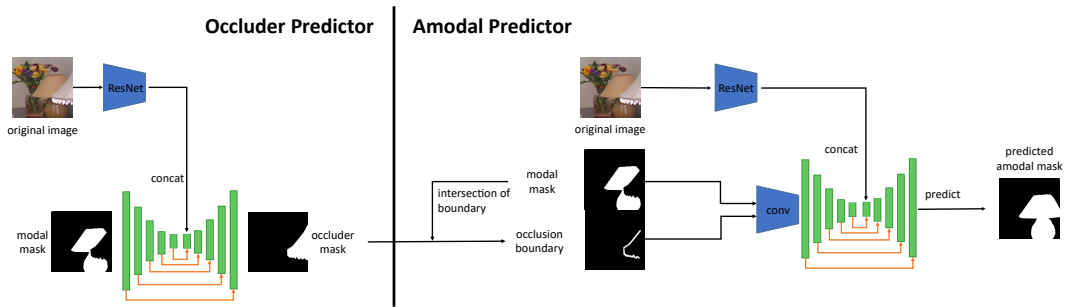 Occluder Predictor
Amodal Predictor
ResNet
original image
concat
modal
mask
occluder
mask
intersection of
boundary
modal
mask
occlusion
boundary
ResNet
original image
concat
conv
predict
predicted
amodal mask